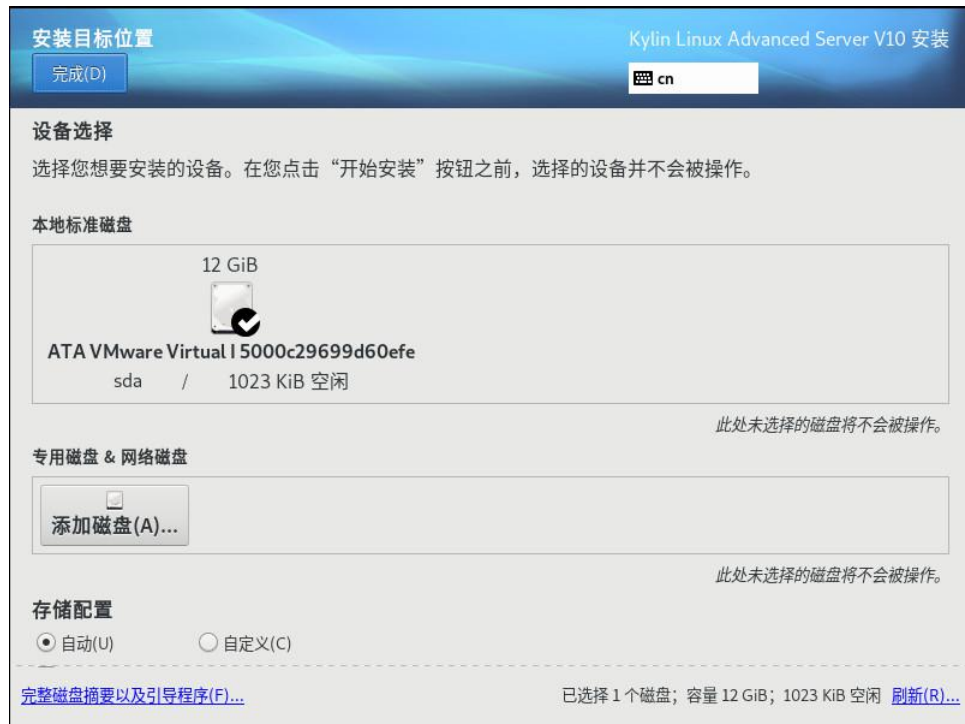 安装目标位置
Kylin Linux Advanced Server V10 安装
完成(D)
cn
设备选择
选择您想要安装的设备。在您点击“开始安装”按钮之前，选择的设备并不会被操作。
本地标准磁盘
12 GiB
ATA VMware Virtual I 5000c29699d60efe
sda / 1023 KiB 空闲
此处未选择的磁盘将不会被操作。
专用磁盘 & 网络磁盘
添加磁盘(A)...
此处未选择的磁盘将不会被操作。
存储配置
自动(U) 自定义(C)
完整磁盘摘要以及引导程序(F)... 已选择 1 个磁盘；容量 12 GiB；1023 KiB 空闲 刷新(R)...